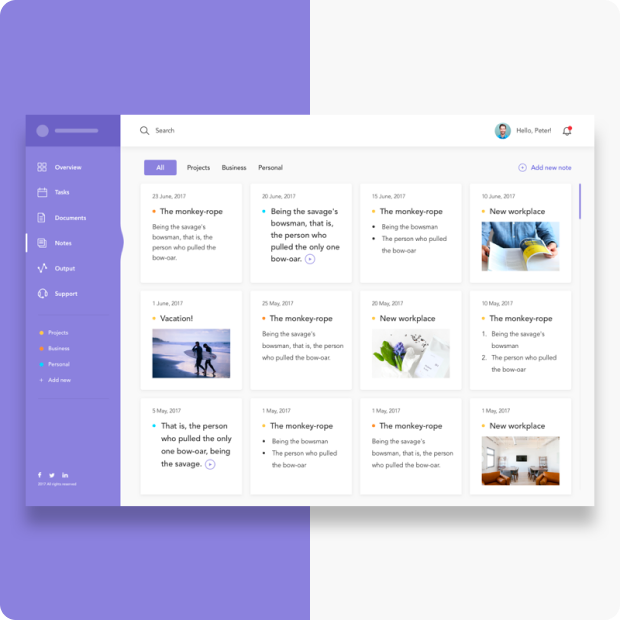 Search
Hello, Peter!
Overview
Tasks
Documents
Notes
Output
Support
Projects
Business
Personal
+ Add new
2017 All rights reserved
All
Projects
Business
Personal
Add new note
23 June, 2017
The monkey-rope
Being the savage's
bowsman, that is, the
person who pulled the
bow-oar.
20 June, 2017
Being the savage's
bowsman, that is,
the person who
pulled the only one
bow-oar.
15 June, 2017
The monkey-rope
Being the bowsman
The person who pulled
the bow-oar
10 June, 2017
New workplace
1 June, 2017
Vacation!
25 May, 2017
The monkey-rope
Being the savage's
bowsman, that is, the person
who pulled the bow-oar.
20 May, 2017
New workplace
10 May, 2017
The monkey-rope
1. Being the savage's
bowsman
2. The person who pulled
the bow-oar
5 May, 2017
That is, the person
who pulled the only
one bow-oar, being
the savage.
1 May, 2017
The monkey-rope
Being the bowsman
The person who pulled
the bow-oar
1 May, 2017
The monkey-rope
Being the savage's
bowsman, that is, the person
who pulled the bow-oar.
1 May, 2017
New workplace